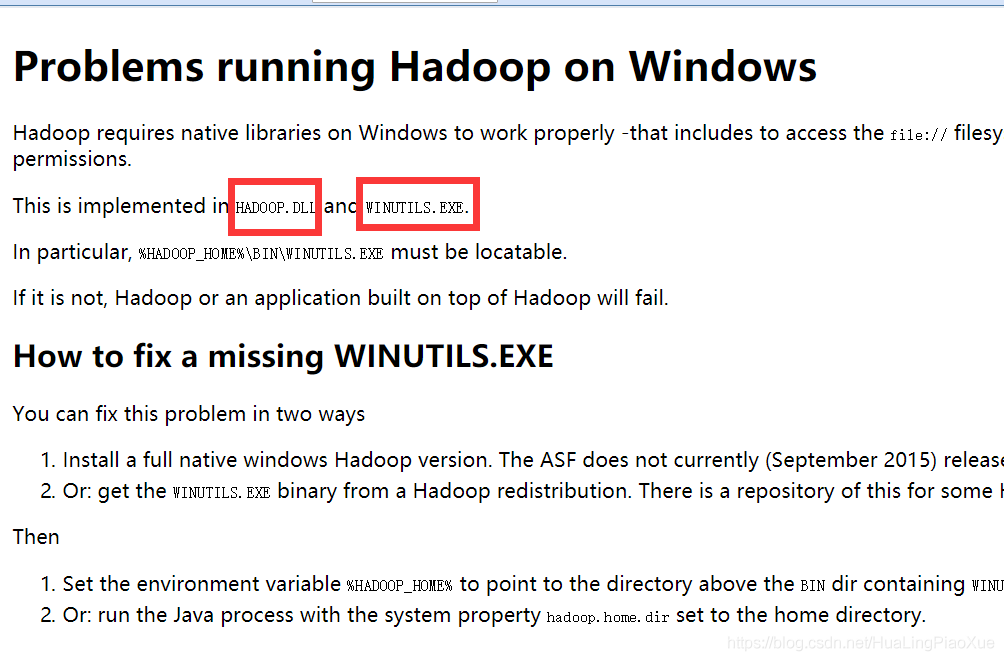 Problems running Hadoop on Windows
Hadoop requires native libraries on Windows to work properly -that includes to access the file:// filesy
permissions.
This is implemented in HADOOP.DLL and WINUTILS.EXE.
In particular, %HADOOP_HOME%\BIN\WINUTILS.EXE must be locatable.
If it is not, Hadoop or an application built on top of Hadoop will fail.
How to fix a missing WINUTILS.EXE
You can fix this problem in two ways
1. Install a full native windows Hadoop version. The ASF does not currently (September 2015) release
2. Or: get the WINUTILS.EXE binary from a Hadoop redistribution. There is a repository of this for some H
Then
1. Set the environment variable %HADOOP_HOME% to point to the directory above the BIN dir containing WINU
2. Or: run the Java process with the system property hadoop.home.dir set to the home directory.
https://blog.csdn.net/HuaLingPiaoXue